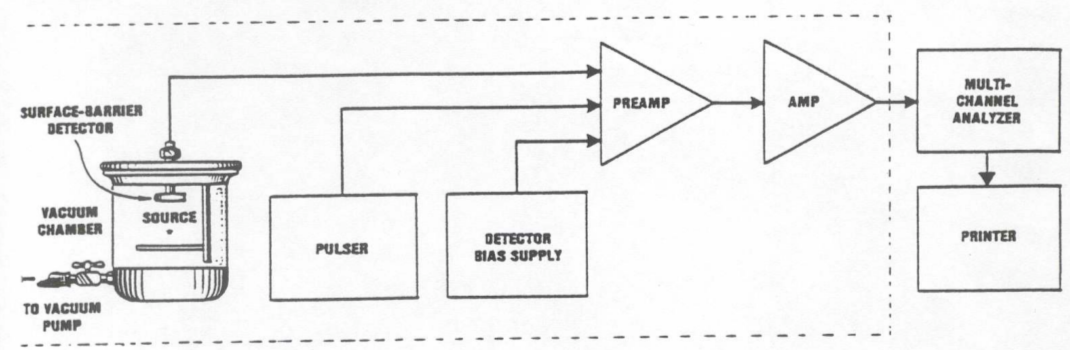 SURFACE-BARRIER
DETECTOR
VACUUM
CHAMBER
SOURCE
TO VACUUM
PUMP
PULSER
DETECTOR
BIAS SUPPLY
PREAMP
AMP
MULTI-
CHANNEL
ANALYZER
PRINTER